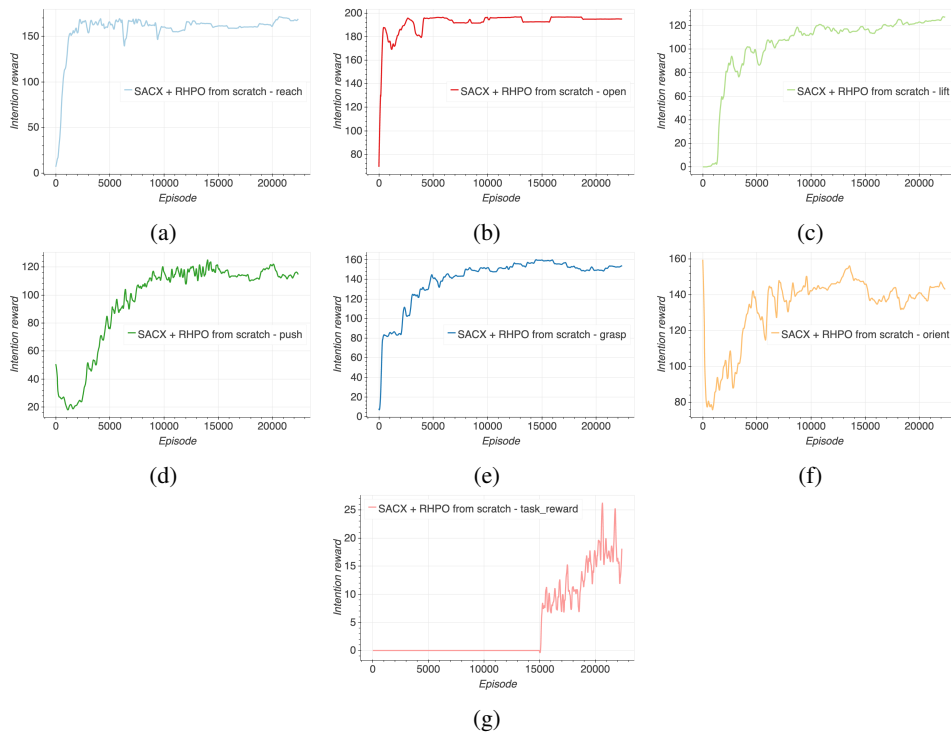 Intention reward
150
100
50
0
SACX + RHPO from scratch - reach
0 5000 10000 15000 20000
Episode
(a)
Intention reward
200
180
160
140
120
100
80
SACX + RHPO from scratch - open
0 5000 10000 15000 20000
Episode
(b)
Intention reward
120
100
80
60
40
20
0
SACX + RHPO from scratch - lift
0 5000 10000 15000 20000
Episode
(c)
Intention reward
120
100
80
60
40
20
SACX + RHPO from scratch - push
0 5000 10000 15000 20000
Episode
(d)
Intention reward
160
140
120
100
80
60
40
20
0
SACX + RHPO from scratch - grasp
0 5000 10000 15000 20000
Episode
(e)
Intention reward
160
140
120
100
80
SACX + RHPO from scratch - orient
0 5000 10000 15000 20000
Episode
(f)
Intention reward
25
20
15
10
5
0
SACX + RHPO from scratch - task_reward
0 5000 10000 15000 20000
Episode
(g)